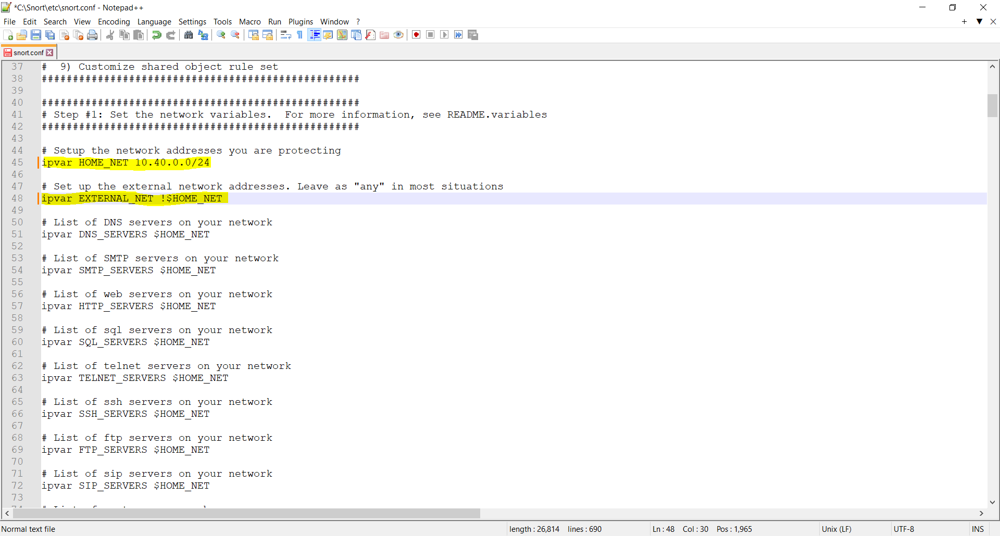 *C:\Snort\etc\snort.conf - Notepad++
File Edit Search View Encoding Language Settings Tools Macro Run Plugins Window ?
snort.conf
37 #  9) Customize shared object rule set
38 ###################################################
39
40 ###################################################
41 # Step #1: Set the network variables.  For more information, see README.variables
42 ###################################################
43
44 # Setup the network addresses you are protecting
45 ipvar HOME_NET 10.40.0.0/24
46
47 # Set up the external network addresses. Leave as "any" in most situations
48 ipvar EXTERNAL_NET !$HOME_NET
49
50 # List of DNS servers on your network
51 ipvar DNS_SERVERS $HOME_NET
52
53 # List of SMTP servers on your network
54 ipvar SMTP_SERVERS $HOME_NET
55
56 # List of web servers on your network
57 ipvar HTTP_SERVERS $HOME_NET
58
59 # List of sql servers on your network
60 ipvar SQL_SERVERS $HOME_NET
61
62 # List of telnet servers on your network
63 ipvar TELNET_SERVERS $HOME_NET
64
65 # List of ssh servers on your network
66 ipvar SSH_SERVERS $HOME_NET
67
68 # List of ftp servers on your network
69 ipvar FTP_SERVERS $HOME_NET
70
71 # List of sip servers on your network
72 ipvar SIP_SERVERS $HOME_NET
73
Normal text file length : 26,814 lines : 690 Ln : 48 Col : 30 Pos : 1,965 Unix (LF) UTF-8 INS